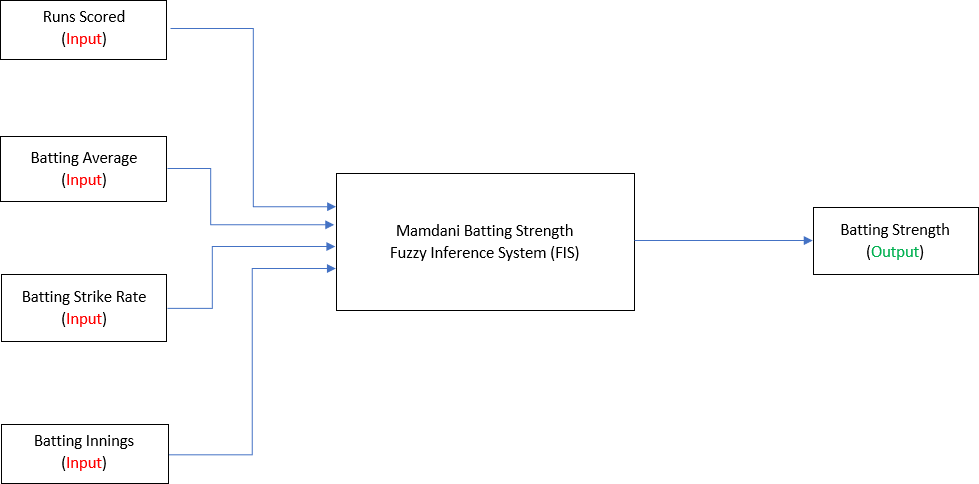 Runs Scored
(Input)
Batting Average
(Input)
Batting Strike Rate
(Input)
Batting Innings
(Input)
Mamdani Batting Strength
Fuzzy Inference System (FIS)
Batting Strength
(Output)